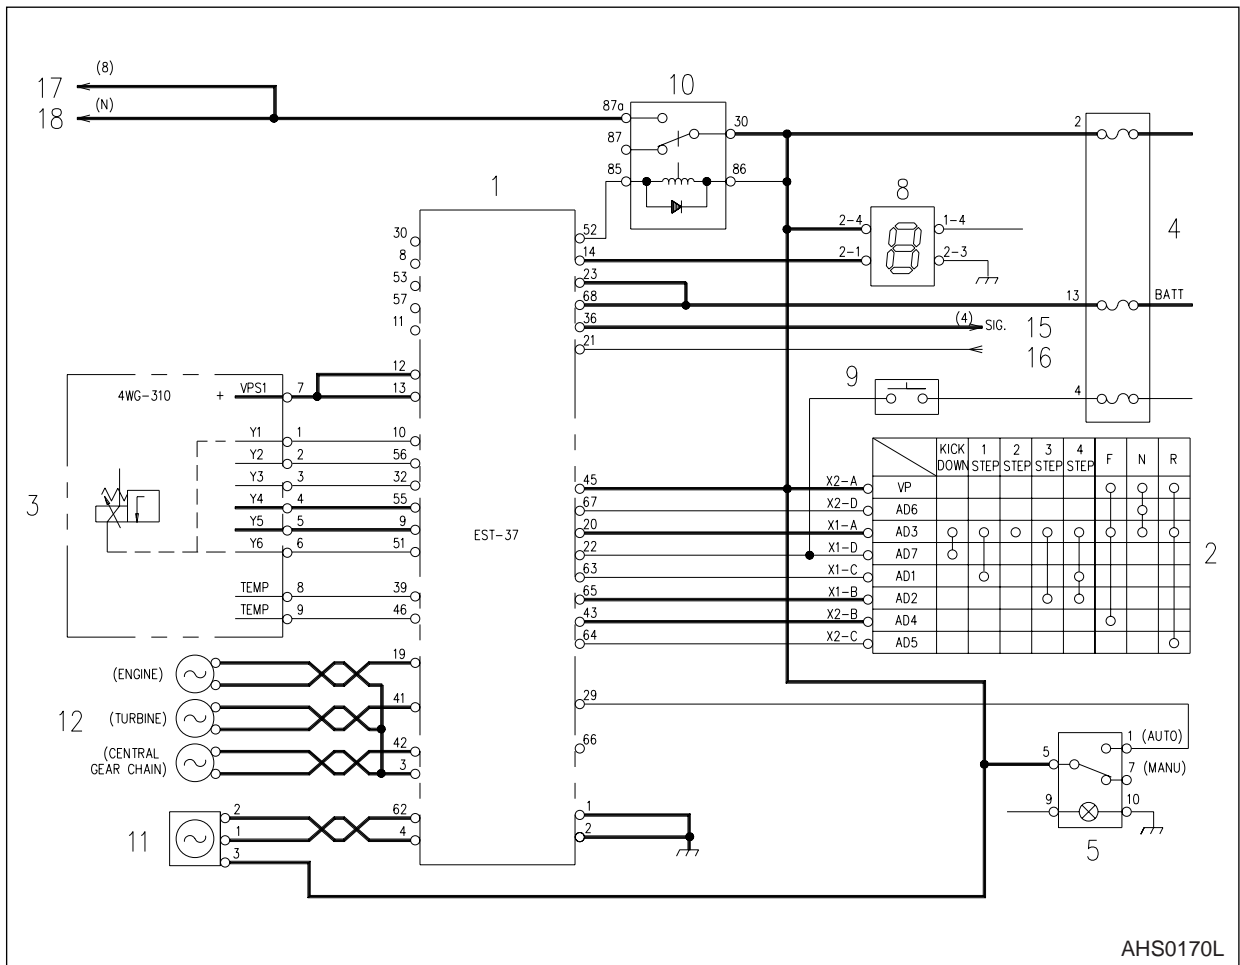 (8)
17
(N)
18
10
87a
30
2
87
85
86
1
8
52
2-4
1-4
4
30
14
2-1
2-3
8
23
53
68
13
BATT
57
36
(4)
SIG.
15
11
21
16
12
9
4WG-310
+
VPS1
7
13
4
Y1
1
10
Y2
2
56
Y3
3
32
Y4
4
55
Y5
5
9
Y6
6
51
3
EST-37
TEMP
8
39
TEMP
9
46
KICK DOWN
1 STEP
2 STEP
3 STEP
4 STEP
F
N
R
45
X2-A
VP
67
X2-D
AD6
20
X1-A
AD3
22
X1-D
AD7
2
63
X1-C
AD1
65
X1-B
AD2
43
X2-B
AD4
64
X2-C
AD5
(ENGINE)
19
12
(TURBINE)
41
29
(CENTRAL
GEAR CHAIN)
42
3
66
5
1
(AUTO)
7
(MANU)
9
10
5
11
2
1
3
62
4
1
2
AHS0170L